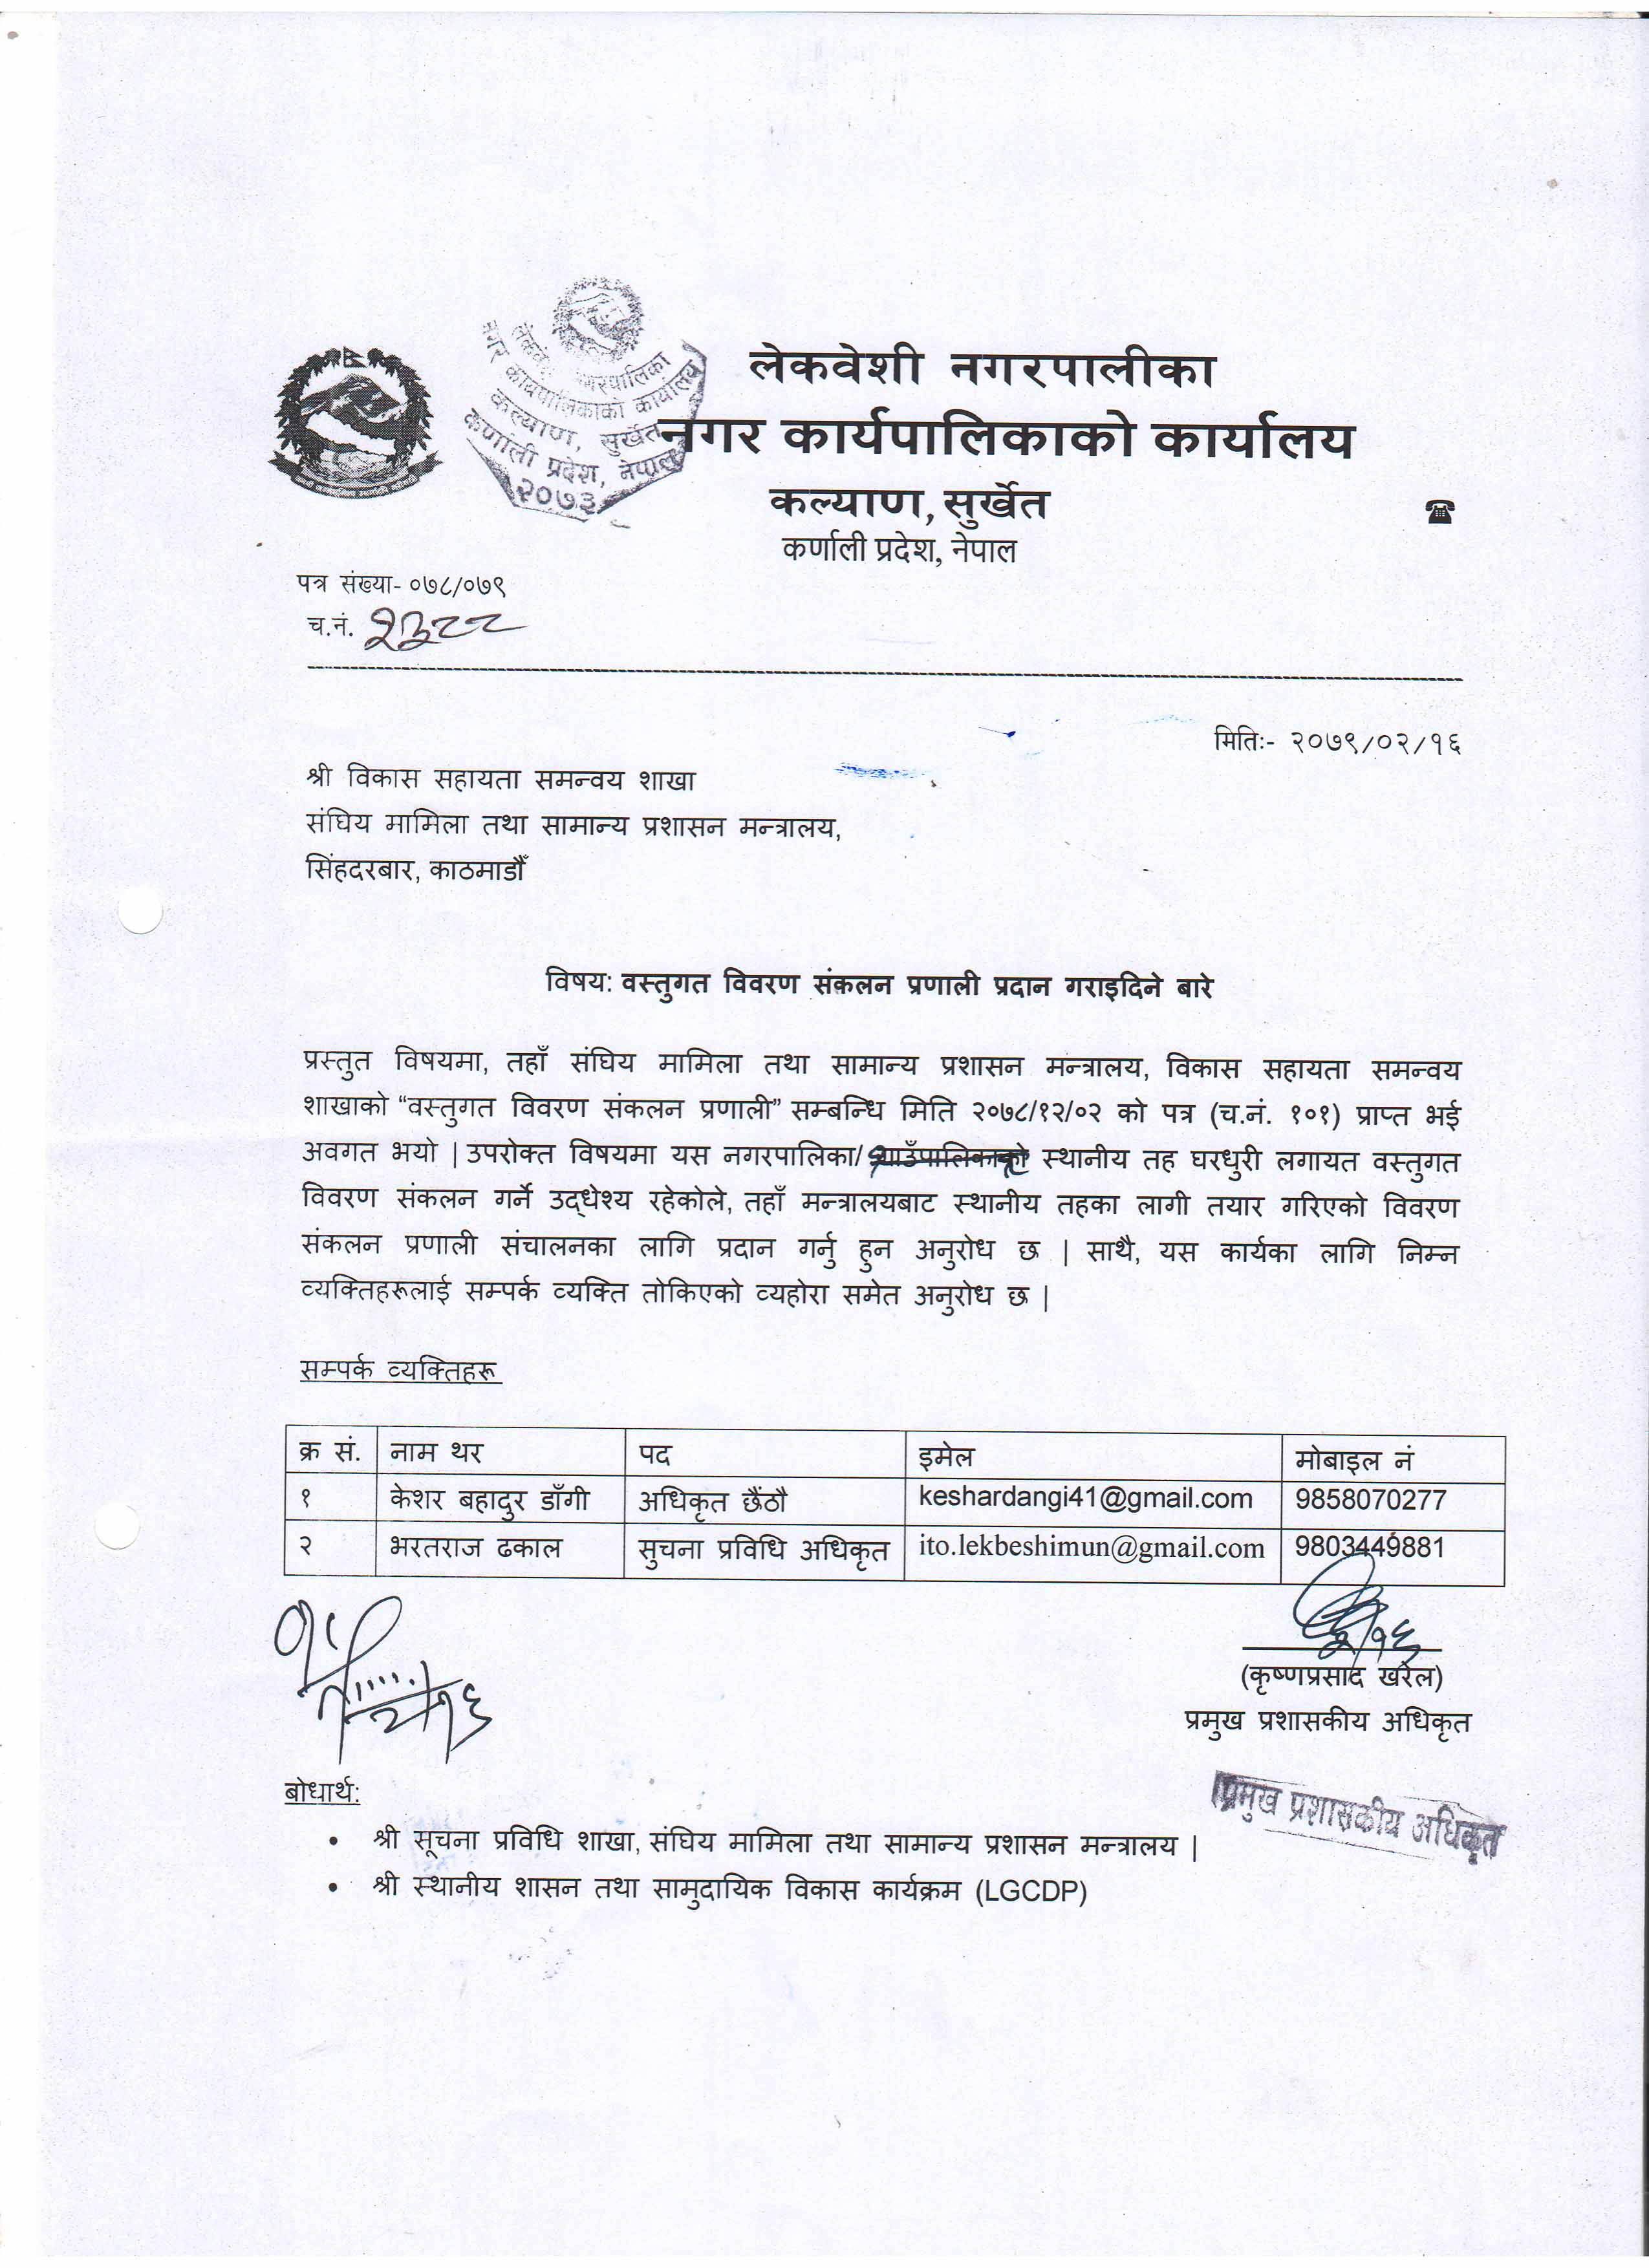 लेकवेशी नगरपालीका
नगर कार्यपालिकाको कार्यालय
कल्याण, सुर्खेत
कर्णाली प्रदेश, नेपाल
नगरपालिका
नगर कार्यपालिकाको कार्यालय
कल्याण, सुर्खेत
कर्णाली प्रदेश, नेपाल
२०७३
पत्र संख्या- ०७८/०७९
च.नं. २३८८
मितिः- २०७९/०२/१६
श्री विकास सहायता समन्वय शाखा
संघिय मामिला तथा सामान्य प्रशासन मन्त्रालय,
सिंहदरबार, काठमाडौँ
विषय: वस्तुगत विवरण संकलन प्रणाली प्रदान गराइदिने बारे
प्रस्तुत विषयमा, तहाँ संघिय मामिला तथा सामान्य प्रशासन मन्त्रालय, विकास सहायता समन्वय
शाखाको “वस्तुगत विवरण संकलन प्रणाली” सम्बन्धि मिति २०७८/१२/०२ को पत्र (च.नं. १०१) प्राप्त भई
अवगत भयो | उपरोक्त विषयमा यस नगरपालिका/ गाउँपालिकाको स्थानीय तह घरधुरी लगायत वस्तुगत
विवरण संकलन गर्ने उद्धेश्य रहेकोले, तहाँ मन्त्रालयबाट स्थानीय तहका लागी तयार गरिएको विवरण
संकलन प्रणाली संचालनका लागि प्रदान गर्नु हुन अनुरोध छ | साथै, यस कार्यका लागि निम्न
व्यक्तिहरूलाई सम्पर्क व्यक्ति तोकिएको व्यहोरा समेत अनुरोध छ |
सम्पर्क व्यक्तिहरू
क्र सं. नाम थर पद इमेल मोबाइल नं
१ केशर बहादुर डाँगी अधिकृत छैंठौ keshardangi41@gmail.com 9858070277
२ भरतराज ढकाल सुचना प्रविधि अधिकृत ito.lekbeshimun@gmail.com 9803449881
२/१६
(कृष्णप्रसाद खरेल)
प्रमुख प्रशासकीय अधिकृत
प्रमुख प्रशासकीय अधिकृत
बोधार्थ:
• श्री सूचना प्रविधि शाखा, संघिय मामिला तथा सामान्य प्रशासन मन्त्रालय |
• श्री स्थानीय शासन तथा सामुदायिक विकास कार्यक्रम (LGCDP)